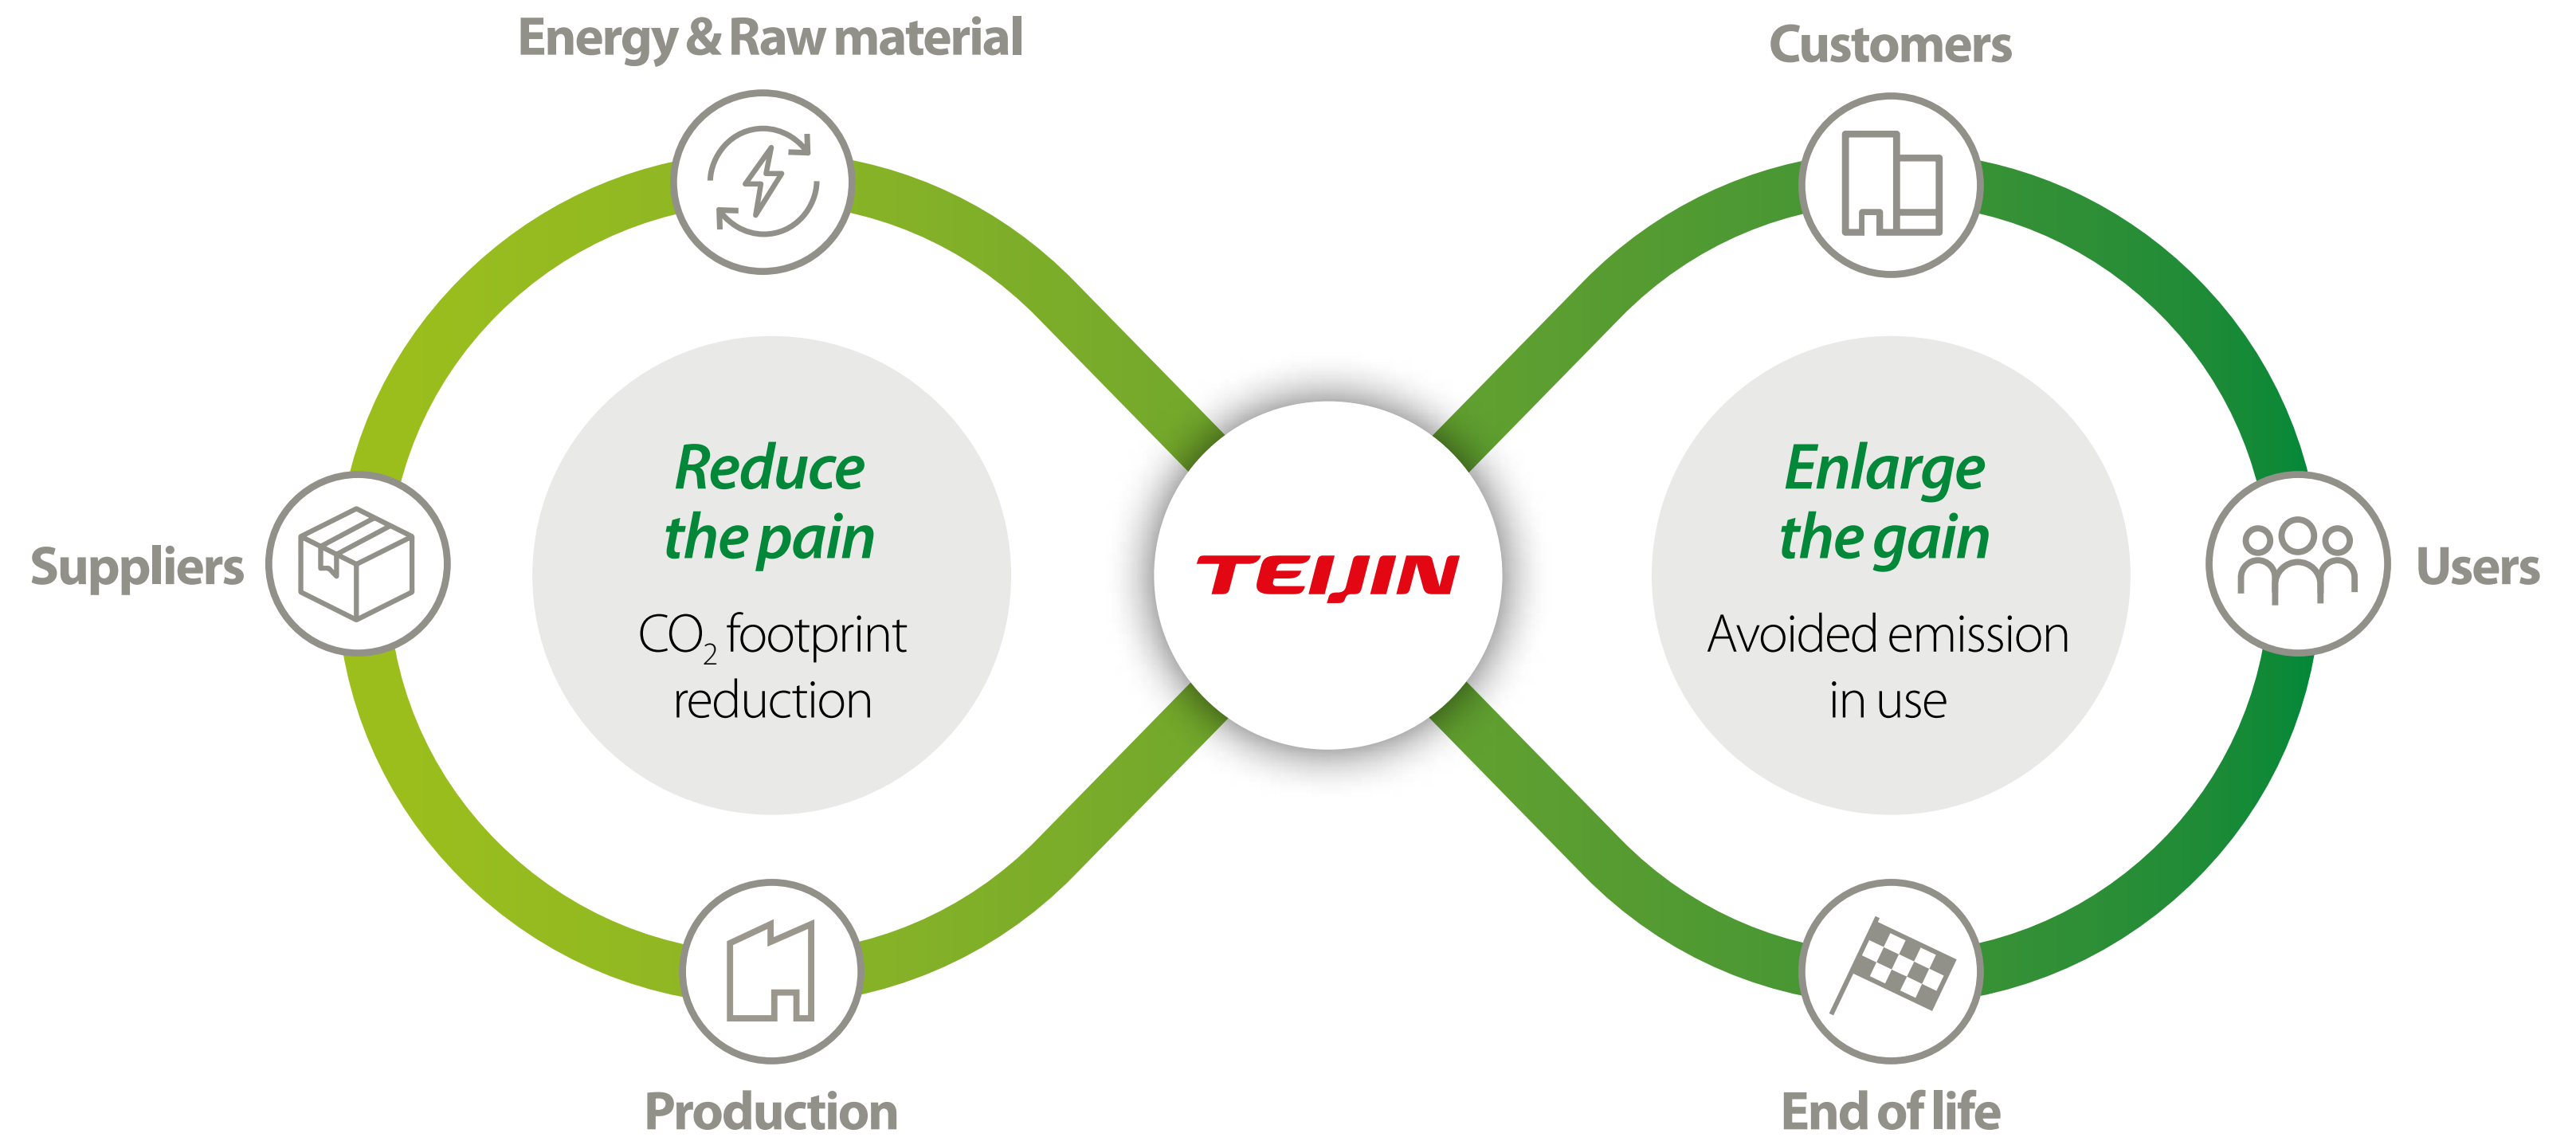 Energy & Raw material
Customers
Reduce
the pain
CO₂ footprint
reduction
TEIJIN
Enlarge
the gain
Avoided emission
in use
Suppliers
Users
Production
End of life